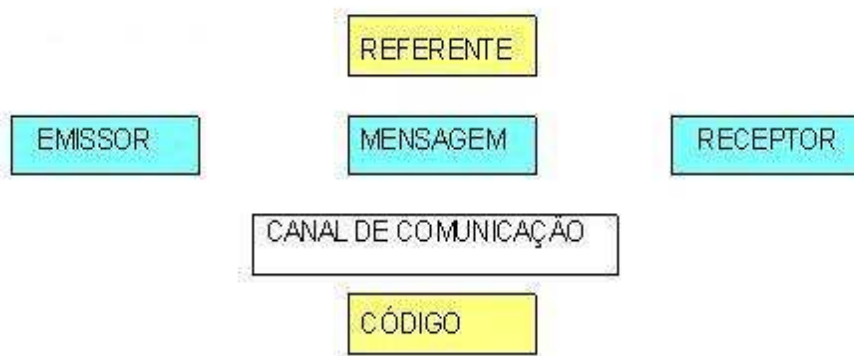 REFERENTE
EMISSOR
MENSAGEM
RECEPTOR
CANAL DE COMUNICAÇÃO
CÓDIGO